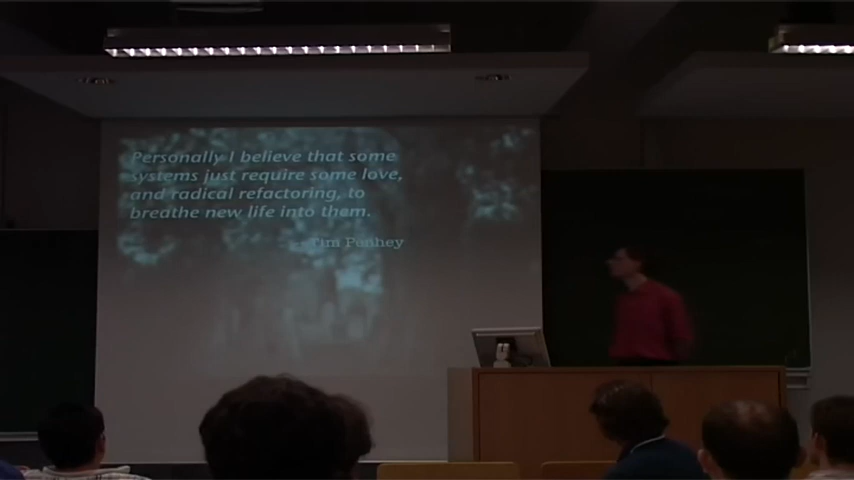 Personally I believe that some
systems just require some love,
and radical refactoring, to
breathe new life into them.
- Tim Penhey